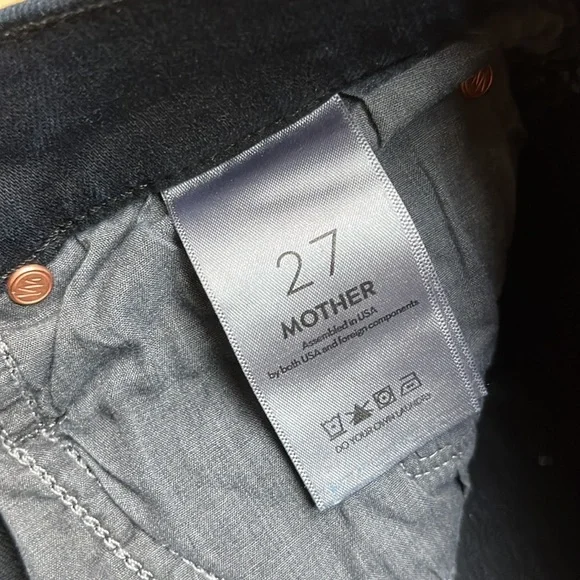 27
MOTHER
Assembled in USA
by both USA and foreign components
DO YOUR OWN LAUNDRY